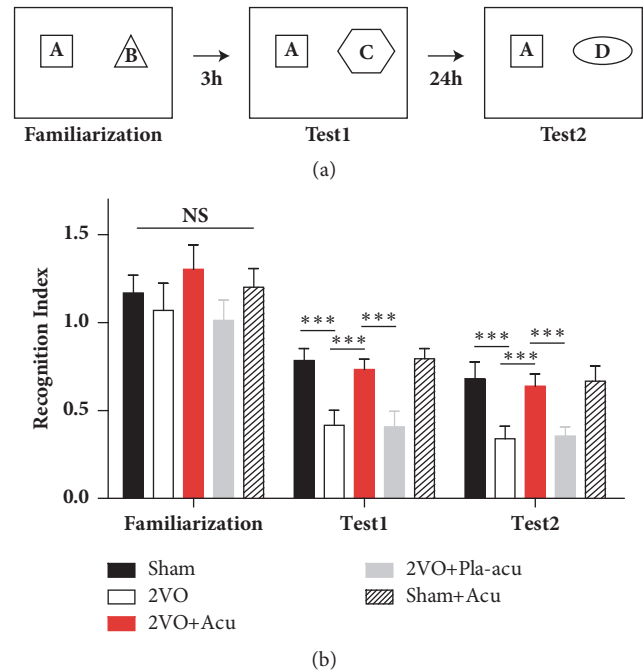 A B A C A D
3h 24h
Familiarization Test1 Test2
(a)
NS
1.5
*** *** *** ***
1.0
*** ***
Recognition Index
0.5
0.0
Familiarization Test1 Test2
Sham 2VO+Pla-acu
2VO Sham+Acu
2VO+Acu
(b)